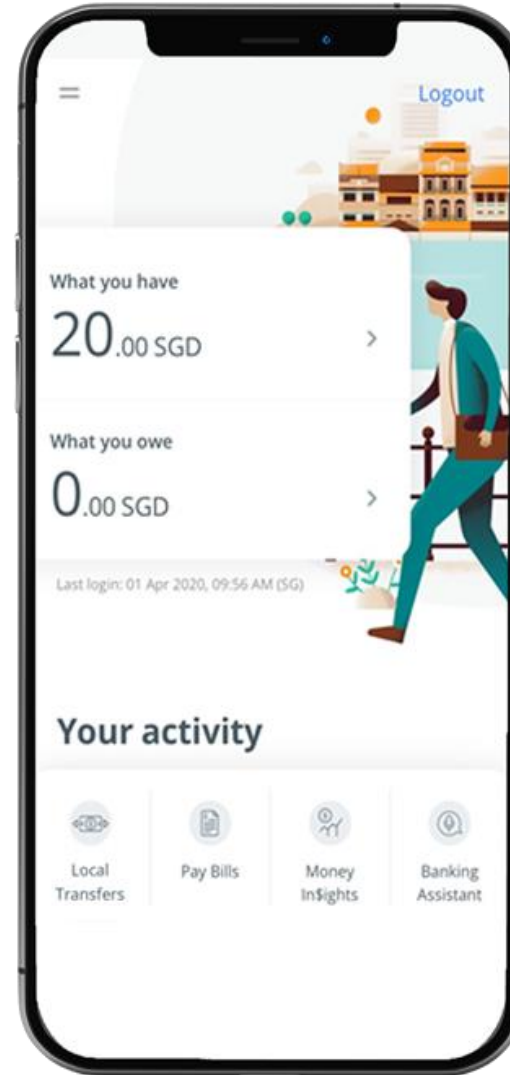 Logout
What you have
20.00 SGD
What you owe
0.00 SGD
Last login: 01 Apr 2020, 09:56 AM (SG)
Your activity
Local Transfers
Pay Bills
Money In$ights
Banking Assistant